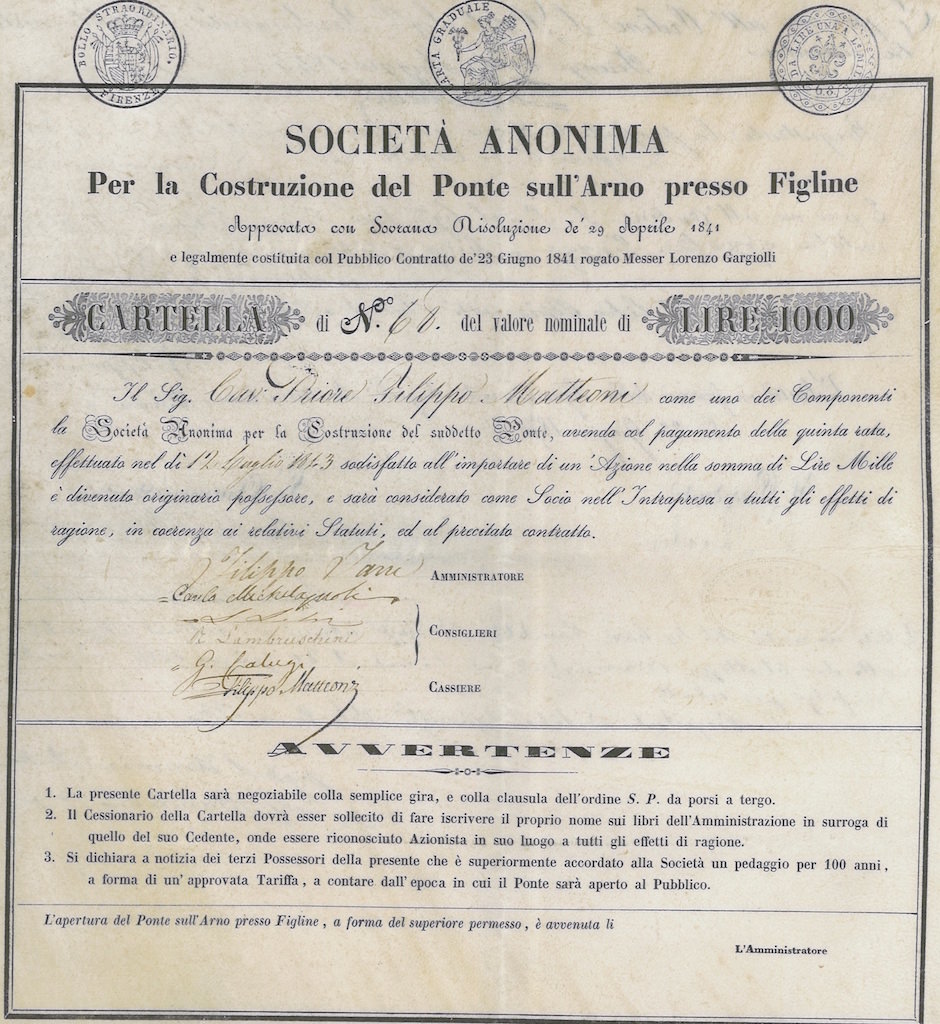 BOLLO STRAORDINARIO. FIRENZE
CARTA GRADUALE
DA LIRE UNA A L. MIL
SOCIETÀ ANONIMA
Per la Costruzione del Ponte sull'Arno presso Figline
Approvata con Sovrana Risoluzione de' 29 Aprile 1841
e legalmente costituita col Pubblico Contratto de' 23 Giugno 1841 rogato Messer Lorenzo Gargiolli
CARTELLA di N.º 68. del valore nominale di LIRE 1000
Il Sig. Cav: Priore Filippo Matteoni come uno dei Componenti
la Società Anonima per la Costruzione del suddetto Ponte, avendo col pagamento della quinta rata,
effettuato nel dì 12 Luglio 1843 sodisfatto all'importare di un'Azione nella somma di Lire Mille
è divenuto originario possessore, e sarà considerato come Socio nell'Intrapresa a tutti gli effetti di
ragione, in coerenza ai relativi Statuti, ed al precitato contratto.
Filippo AMMINISTRATORE
Carlo
CONSIGLIERI
R Lambruschini
G.
Filippo Matteoni CASSIERE
AVVERTENZE
1. La presente Cartella sarà negoziabile colla semplice gira, e colla clausula dell'ordine S. P. da porsi a tergo.
2. Il Cessionario della Cartella dovrà esser sollecito di fare iscrivere il proprio nome sui libri dell'Amministrazione in surroga di
quello del suo Cedente, onde essere riconosciuto Azionista in suo luogo a tutti gli effetti di ragione.
3. Si dichiara a notizia dei terzi Possessori della presente che è superiormente accordato alla Società un pedaggio per 100 anni,
a forma di un'approvata Tariffa, a contare dall'epoca in cui il Ponte sarà aperto al Pubblico.
L'apertura del Ponte sull'Arno presso Figline, a forma del superiore permesso, è avvenuta li
L'Amministratore